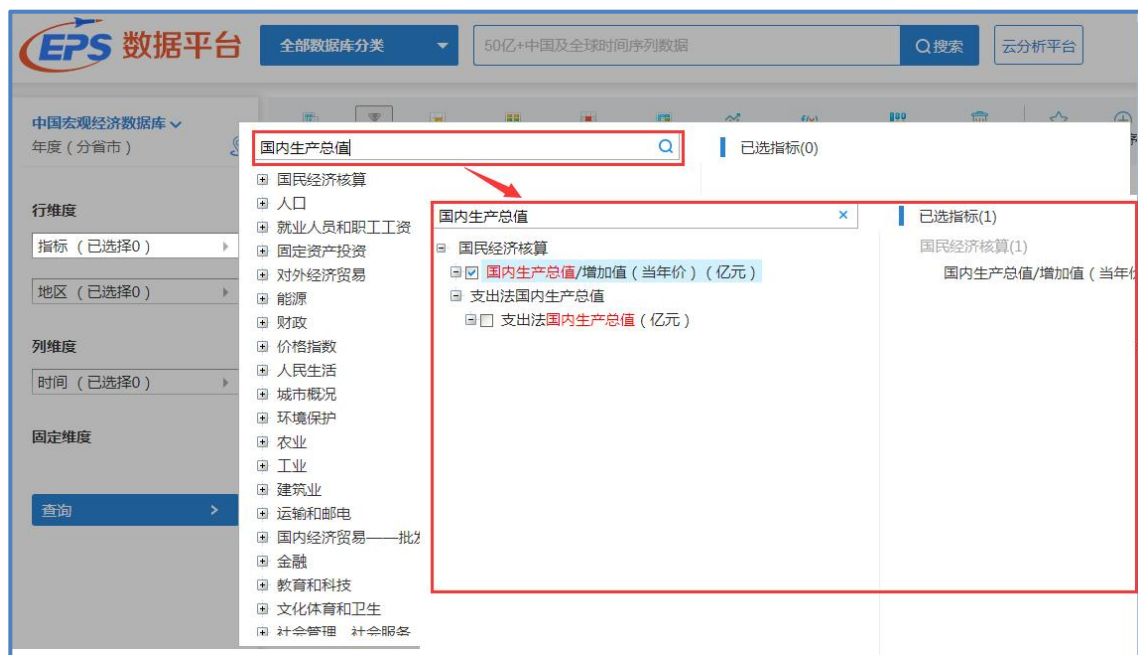 EPS 数据平台
全部数据库分类
50亿+中国及全球时间序列数据
搜索
云分析平台
中国宏观经济数据库
年度（分省市）
行维度
指标（已选择0）
地区（已选择0）
列维度
时间（已选择0）
固定维度
查询
国内生产总值
已选指标(0)
国民经济核算
人口
就业人员和职工工资
固定资产投资
对外经济贸易
能源
财政
价格指数
人民生活
城市概况
环境保护
农业
工业
建筑业
运输和邮电
国内经济贸易——批发
金融
教育和科技
文化体育和卫生
社会管理、社会服务
国内生产总值
国民经济核算
国内生产总值/增加值（当年价）（亿元）
支出法国内生产总值
支出法国内生产总值（亿元）
已选指标(1)
国民经济核算(1)
国内生产总值/增加值（当年